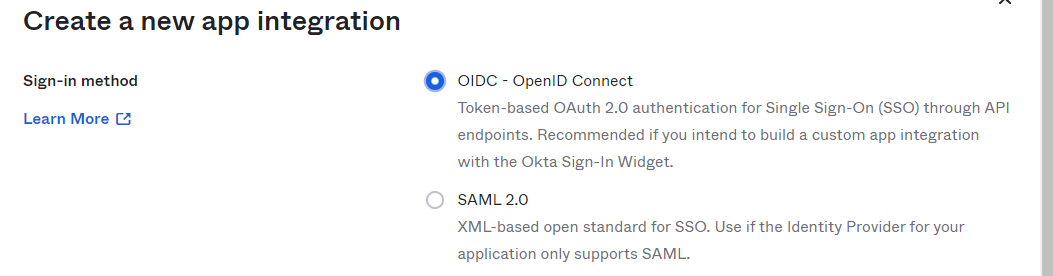 Create a new app integration
Sign-in method
Learn More
OIDC - OpenID Connect
Token-based OAuth 2.0 authentication for Single Sign-On (SSO) through API
endpoints. Recommended if you intend to build a custom app integration
with the Okta Sign-In Widget.
SAML 2.0
XML-based open standard for SSO. Use if the Identity Provider for your
application only supports SAML.